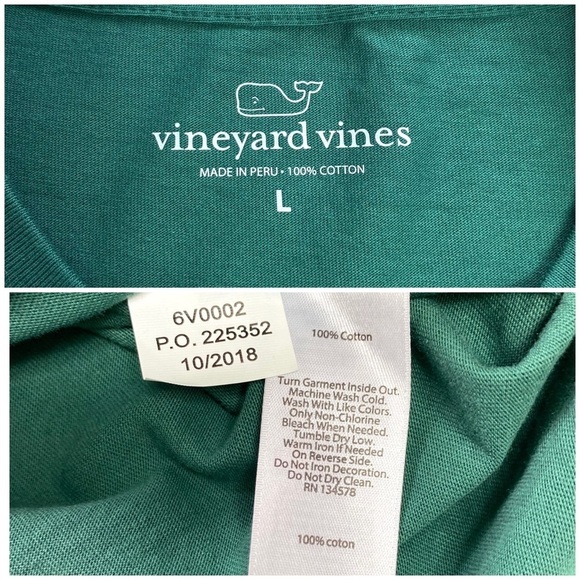 vineyard vines
MADE IN PERU • 100% COTTON
L
6V0002
P.O. 225352
10/2018
100% Cotton
Turn Garment Inside Out.
Machine Wash Cold.
Wash With Like Colors.
Only Non-Chlorine
Bleach When Needed.
Tumble Dry Low.
Warm Iron If Needed
On Reverse Side.
Do Not Iron Decoration.
Do Not Dry Clean.
RN 134578
100% coton